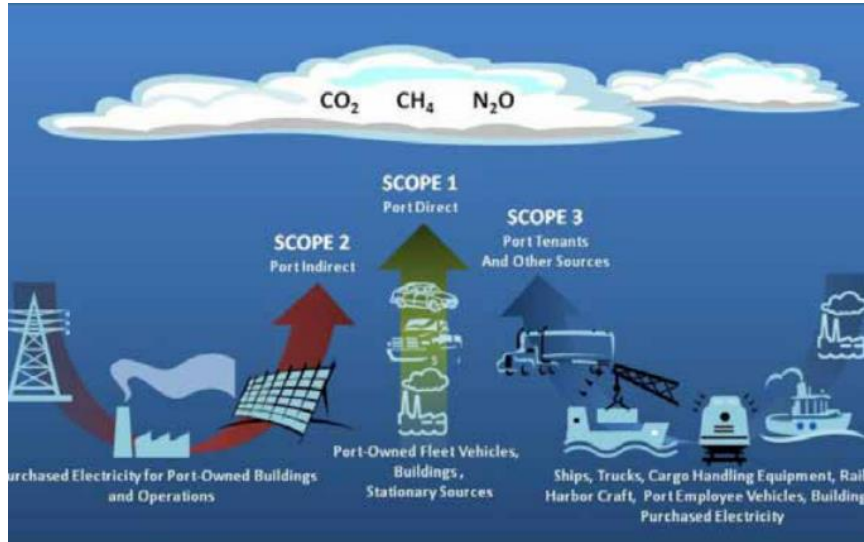 CO₂ CH₄ N₂O
SCOPE 1
Port Direct
SCOPE 2
Port Indirect
SCOPE 3
Port Tenants
And Other Sources
urchased Electricity for Port-Owned Buildings
and Operations
Port-Owned Fleet Vehicles,
Buildings,
Stationary Sources
Ships, Trucks, Cargo Handling Equipment, Rail
Harbor Craft, Port Employee Vehicles, Building
Purchased Electricity